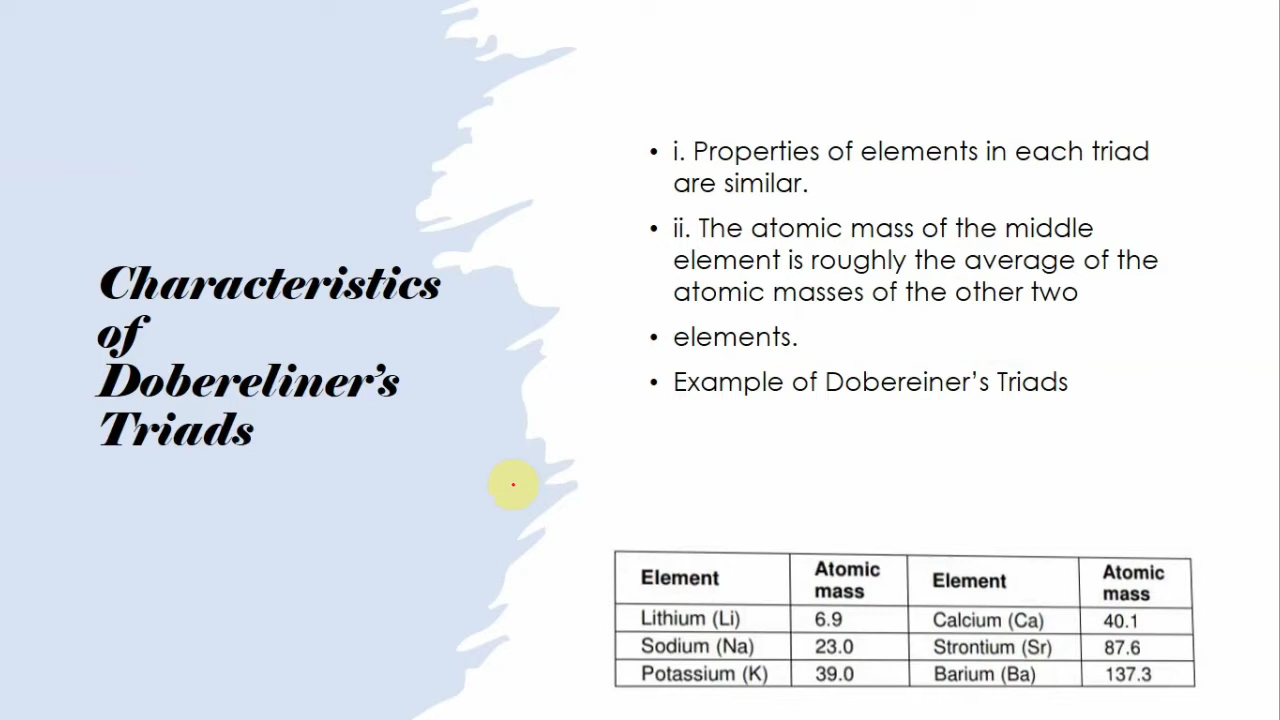 Characteristics
of
Dobereliner’s
Triads
• i. Properties of elements in each triad
are similar.
• ii. The atomic mass of the middle
element is roughly the average of the
atomic masses of the other two
• elements.
• Example of Dobereiner’s Triads
Element Atomic mass Element Atomic mass
Lithium (Li) 6.9 Calcium (Ca) 40.1
Sodium (Na) 23.0 Strontium (Sr) 87.6
Potassium (K) 39.0 Barium (Ba) 137.3